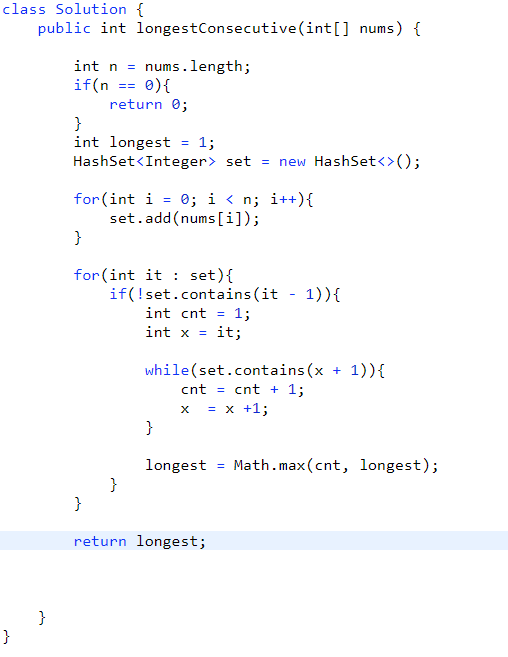 class Solution {
    public int longestConsecutive(int[] nums) {

        int n = nums.length;
        if(n == 0){
            return 0;
        }
        int longest = 1;
        HashSet<Integer> set = new HashSet<>();

        for(int i = 0; i < n; i++){
            set.add(nums[i]);
        }

        for(int it : set){
            if(!set.contains(it - 1)){
                int cnt = 1;
                int x = it;

                while(set.contains(x + 1)){
                    cnt = cnt + 1;
                    x  = x +1;
                }

                longest = Math.max(cnt, longest);
            }
        }

        return longest;



    }
}